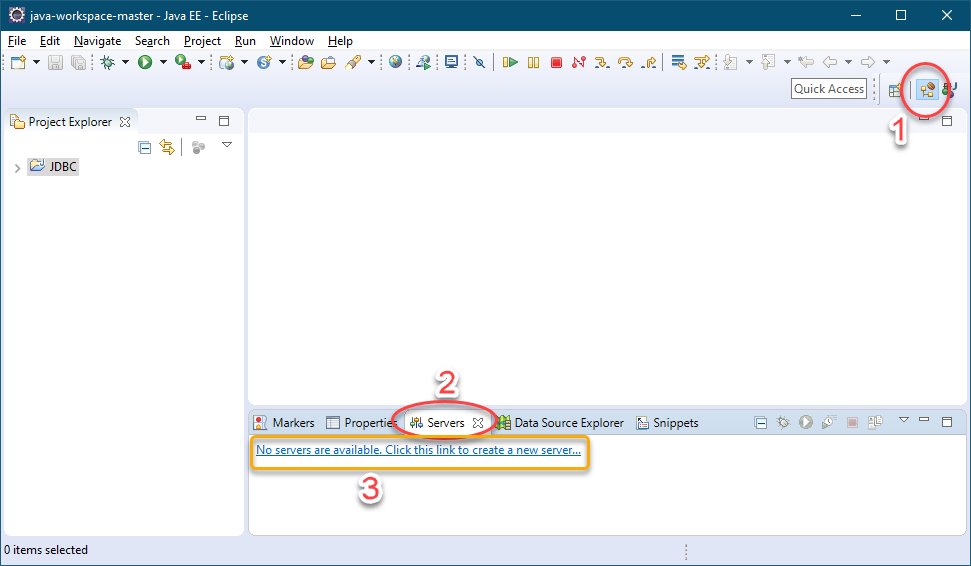 java-workspace-master - Java EE - Eclipse
File Edit Navigate Search Project Run Window Help
Quick Access
1
Project Explorer
JDBC
2
Markers Properties Servers Data Source Explorer Snippets
No servers are available. Click this link to create a new server...
3
0 items selected